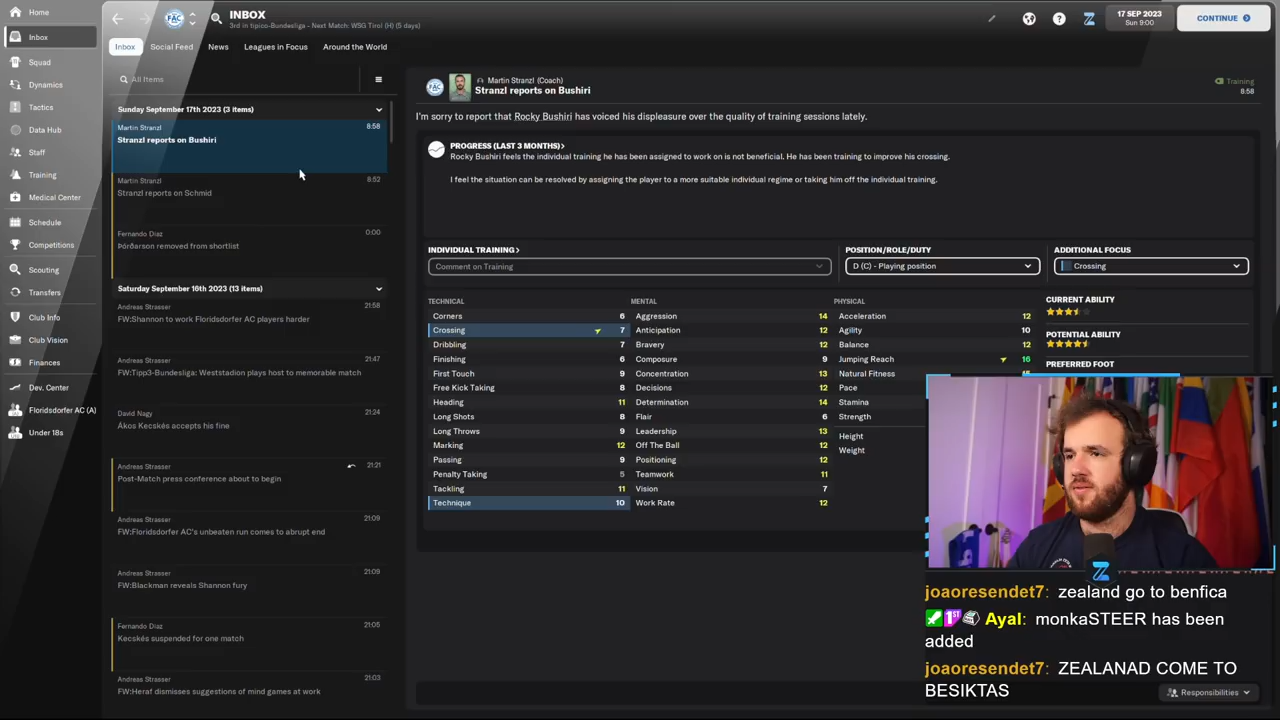 Home
Inbox
Squad
Dynamics
Tactics
Data Hub
Staff
Training
Medical Center
Schedule
Competitions
Scouting
Transfers
Club Info
Club Vision
Finances
Dev. Center
Floridsdorfer AC (A)
Under 18s
FAC
INBOX
3rd in tipico-Bundesliga - Next Match: WSG Tirol (H) (5 days)
17 SEP 2023
Sun 9:00
CONTINUE
Inbox
Social Feed
News
Leagues in Focus
Around the World
All Items
Sunday September 17th 2023 (3 items)
Martin Stranzl
8:58
Stranzl reports on Bushiri
Martin Stranzl
8:52
Stranzl reports on Schmid
Fernando Diaz
0:00
Þórðarson removed from shortlist
Saturday September 16th 2023 (13 items)
Andreas Strasser
21:58
FW:Shannon to work Floridsdorfer AC players harder
Andreas Strasser
21:47
FW:Tipp3-Bundesliga: Weststadion plays host to memorable match
David Nagy
21:24
Ákos Kecskés accepts his fine
Andreas Strasser
21:21
Post-Match press conference about to begin
Andreas Strasser
21:09
FW:Floridsdorfer AC's unbeaten run comes to abrupt end
Andreas Strasser
21:09
FW:Blackman reveals Shannon fury
Fernando Diaz
21:05
Kecskés suspended for one match
Andreas Strasser
21:03
FW:Heraf dismisses suggestions of mind games at work
FAC
Martin Stranzl (Coach)
Stranzl reports on Bushiri
Training
8:58
I'm sorry to report that Rocky Bushiri has voiced his displeasure over the quality of training sessions lately.
PROGRESS (LAST 3 MONTHS)
Rocky Bushiri feels the individual training he has been assigned to work on is not beneficial. He has been training to improve his crossing.
I feel the situation can be resolved by assigning the player to a more suitable individual regime or taking him off the individual training.
INDIVIDUAL TRAINING
Comment on Training
POSITION/ROLE/DUTY
D (C) - Playing position
ADDITIONAL FOCUS
Crossing
TECHNICAL
Corners 6
Crossing 7
Dribbling 7
Finishing 6
First Touch 9
Free Kick Taking 8
Heading 11
Long Shots 8
Long Throws 9
Marking 12
Passing 9
Penalty Taking 5
Tackling 11
Technique 10
MENTAL
Aggression 14
Anticipation 12
Bravery 12
Composure 9
Concentration 13
Decisions 12
Determination 14
Flair 6
Leadership 13
Off The Ball 12
Positioning 12
Teamwork 11
Vision 7
Work Rate 12
PHYSICAL
Acceleration 12
Agility 10
Balance 12
Jumping Reach 16
Natural Fitness
Pace
Stamina
Strength
Height
Weight
CURRENT ABILITY
POTENTIAL ABILITY
PREFERRED FOOT
joaoresendet7: zealand go to benfica
Ayal: monkaSTEER has been
added
joaoresendet7: ZEALANAD COME TO
BESIKTAS
Responsibilities